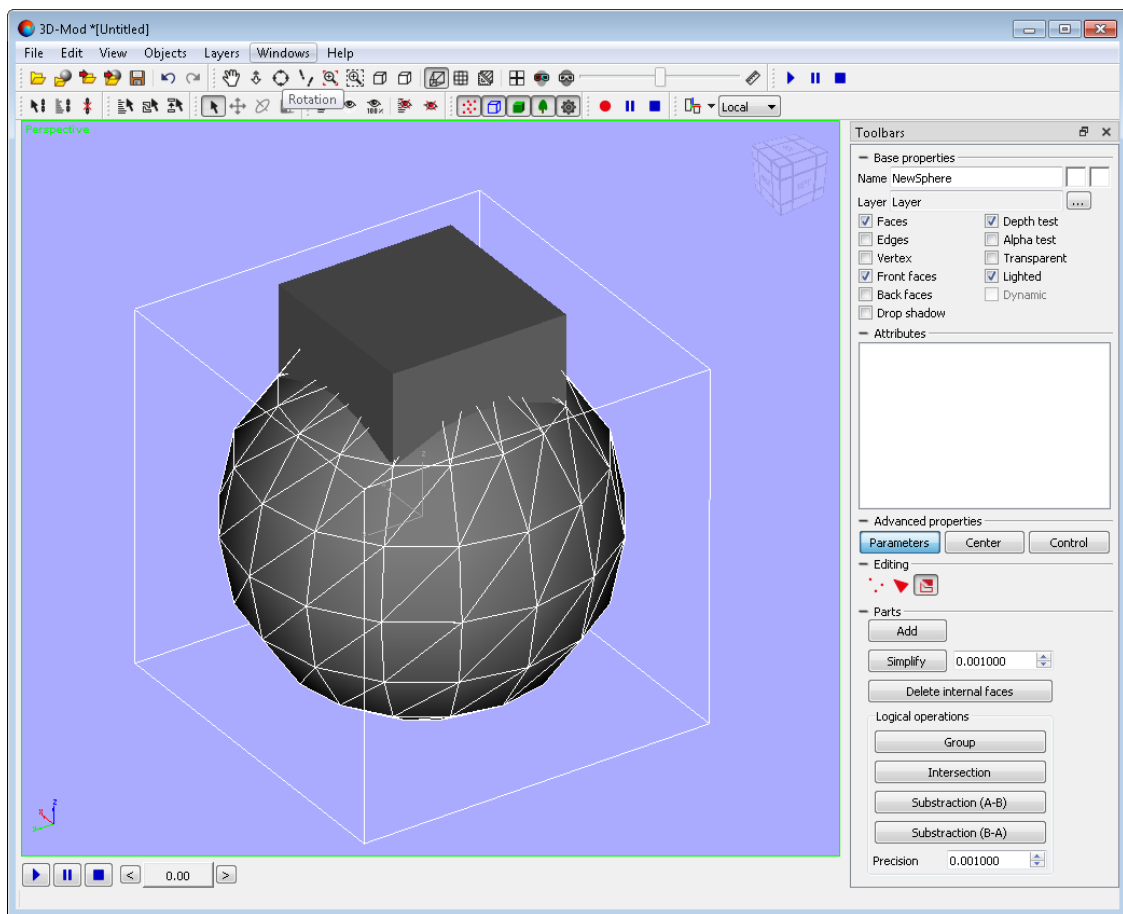 3D-Mod *[Untitled]
File Edit View Objects Layers Windows Help
Rotation
100%
Local
Perspective
Toolbars
Base properties
Name NewSphere
Layer Layer
...
Faces Depth test
Edges Alpha test
Vertex Transparent
Front faces Lighted
Back faces Dynamic
Drop shadow
Attributes
Advanced properties
Parameters Center Control
Editing
Parts
Add
Simplify 0.001000
Delete internal faces
Logical operations
Group
Intersection
Substraction (A-B)
Substraction (B-A)
Precision 0.001000
z
z
x
y
< 0.00 >